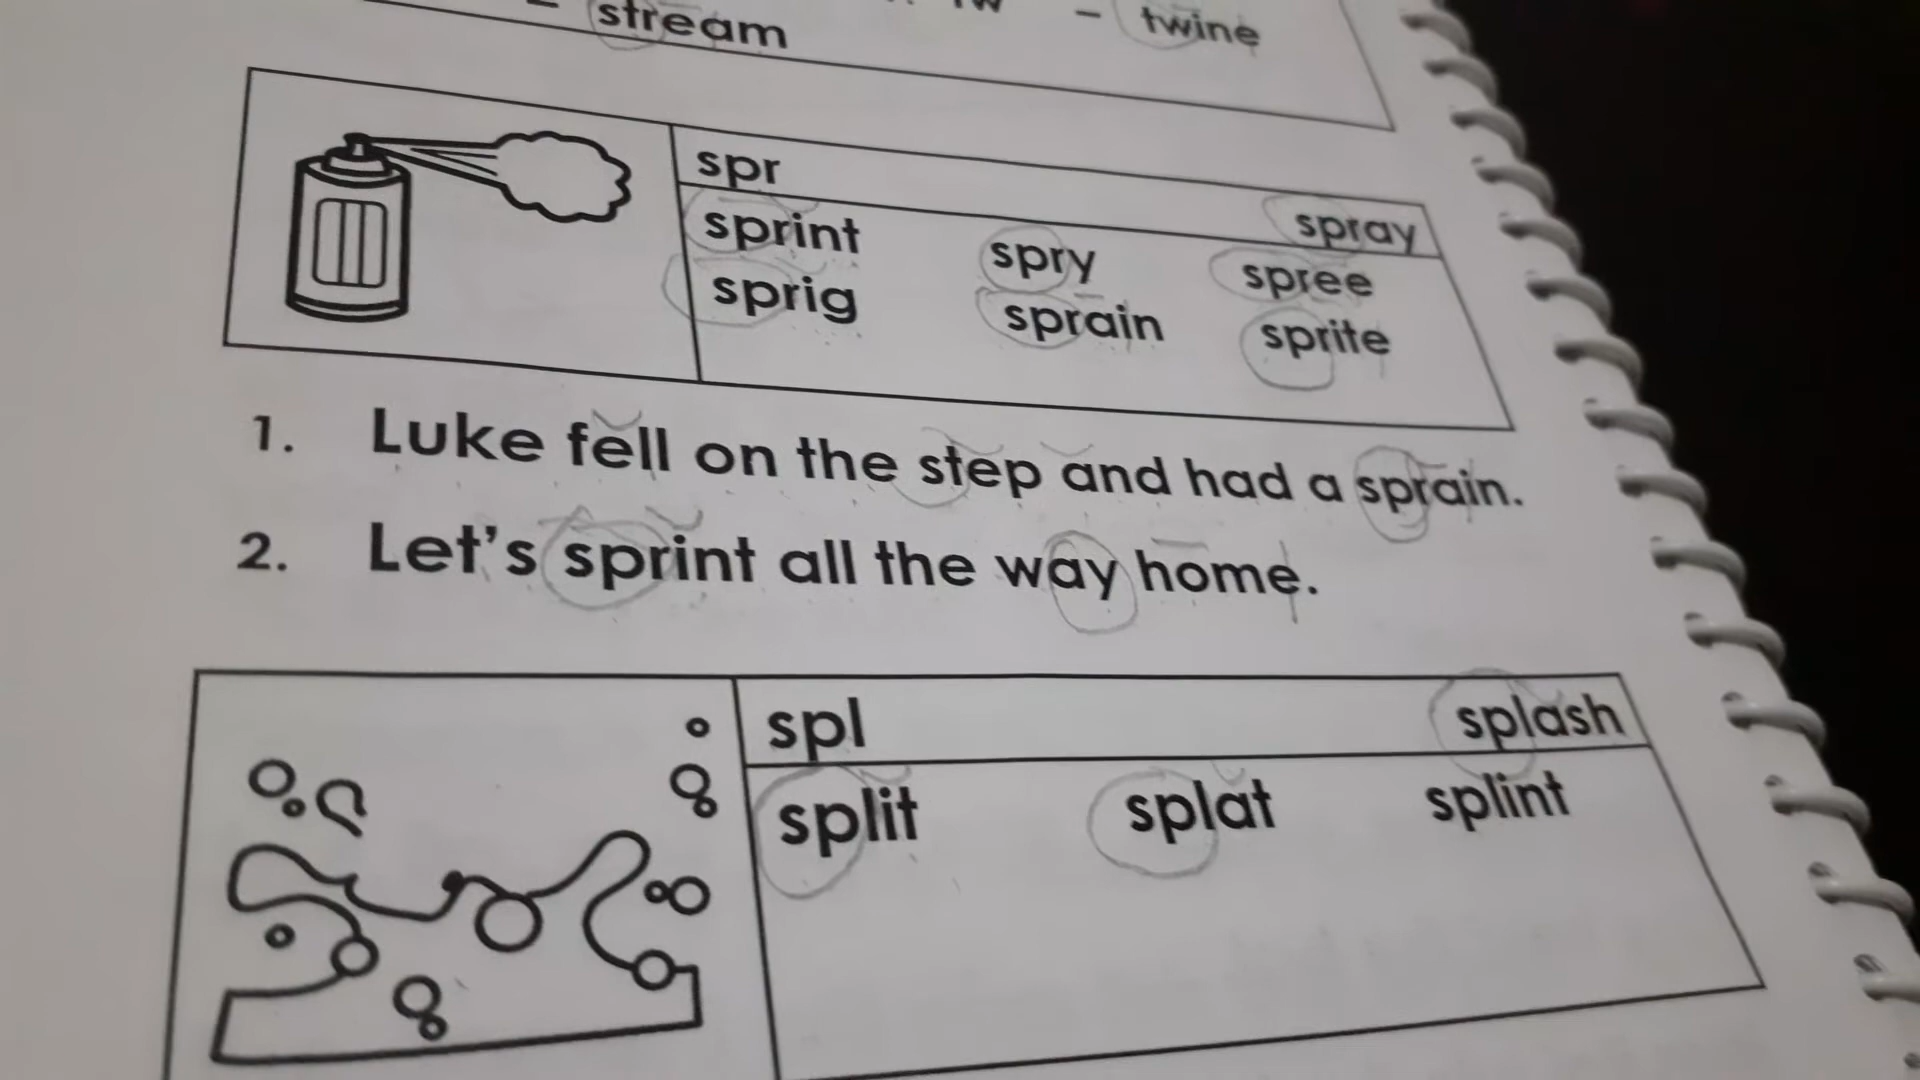 – stream – twine
spr spray
sprint spry spree
sprig sprain sprite
1. Luke fell on the step and had a sprain.
2. Let's sprint all the way home.
spl splash
split splat splint